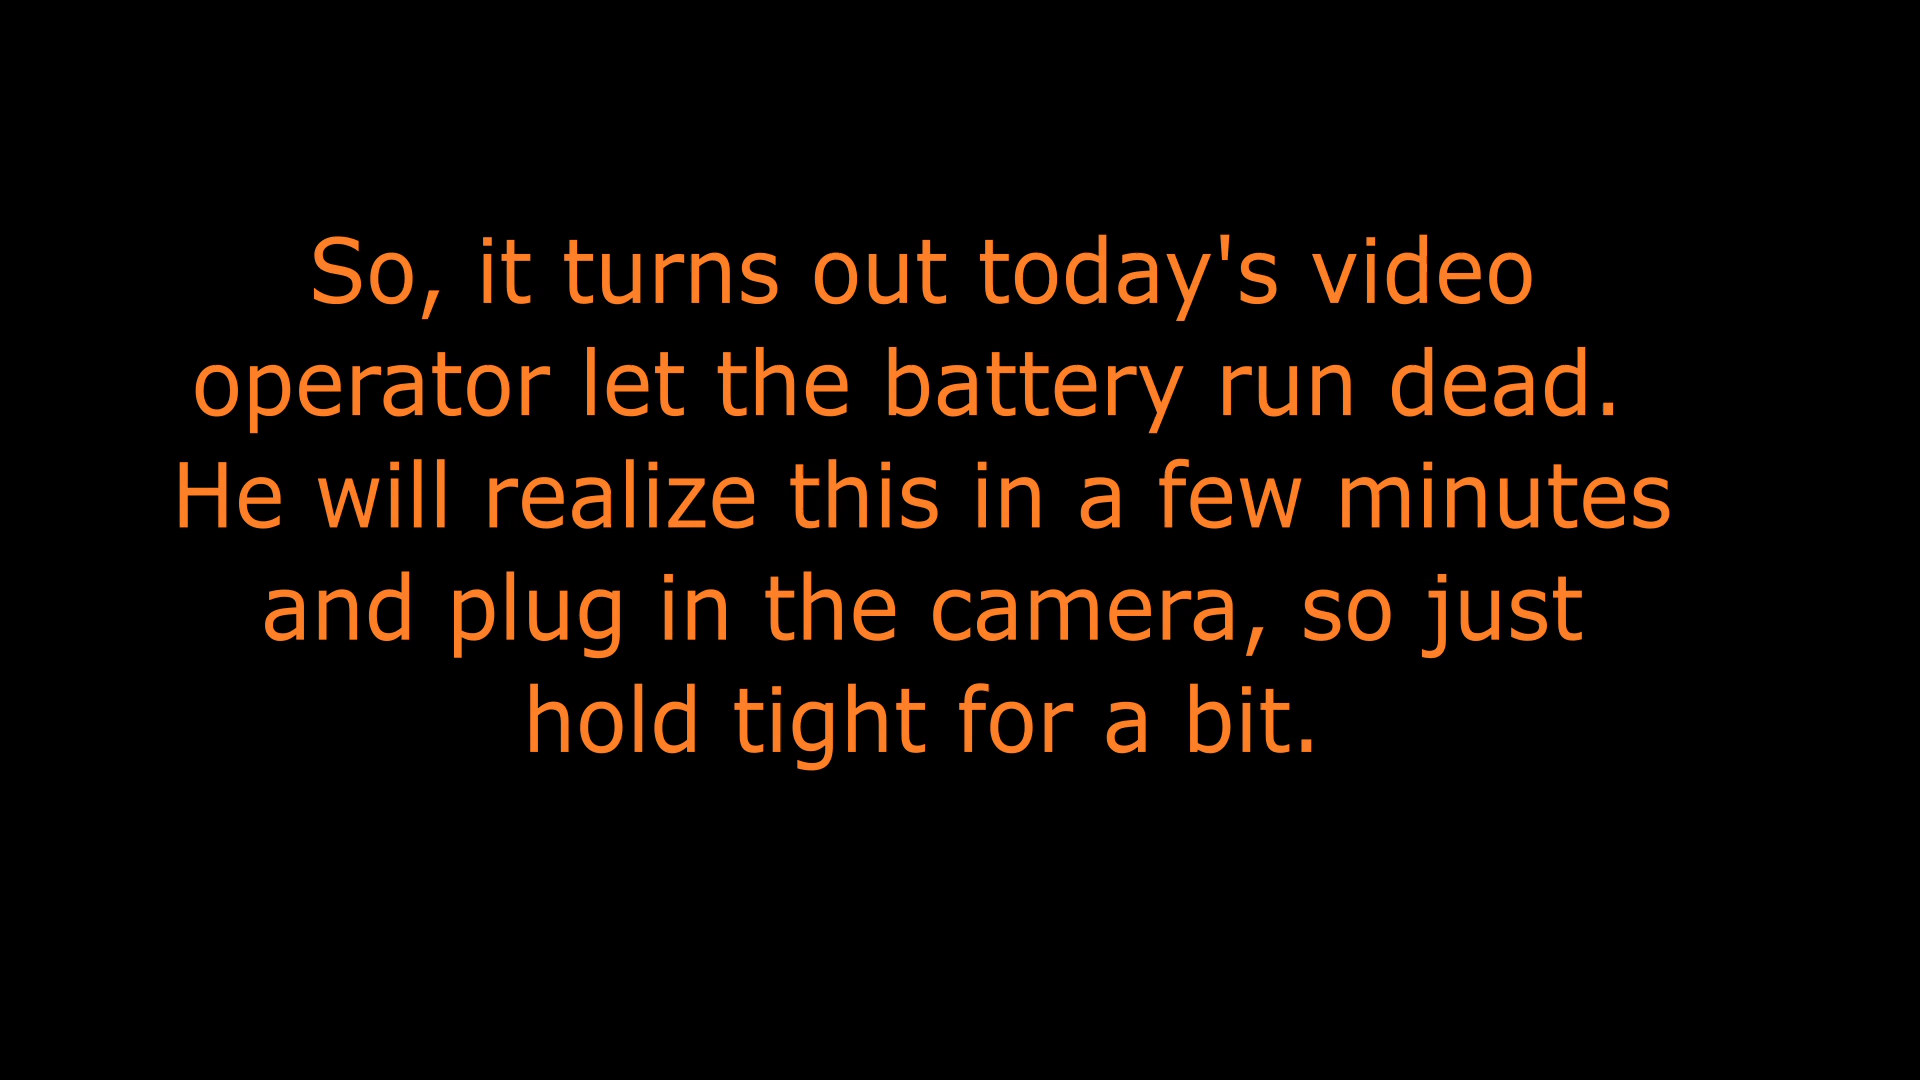 So, it turns out today's video
operator let the battery run dead.
He will realize this in a few minutes
and plug in the camera, so just
hold tight for a bit.